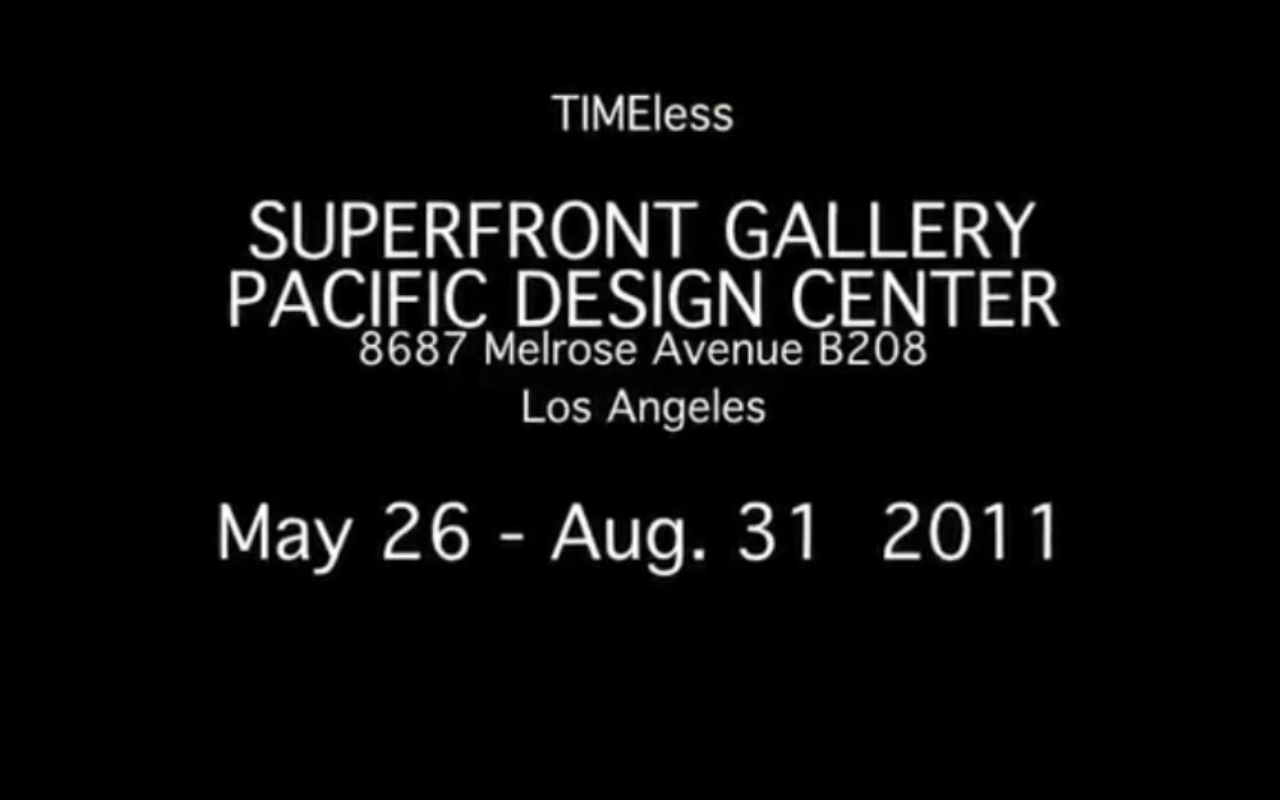 TIMEless
SUPERFRONT GALLERY
PACIFIC DESIGN CENTER
8687 Melrose Avenue B208
Los Angeles
May 26 - Aug. 31  2011